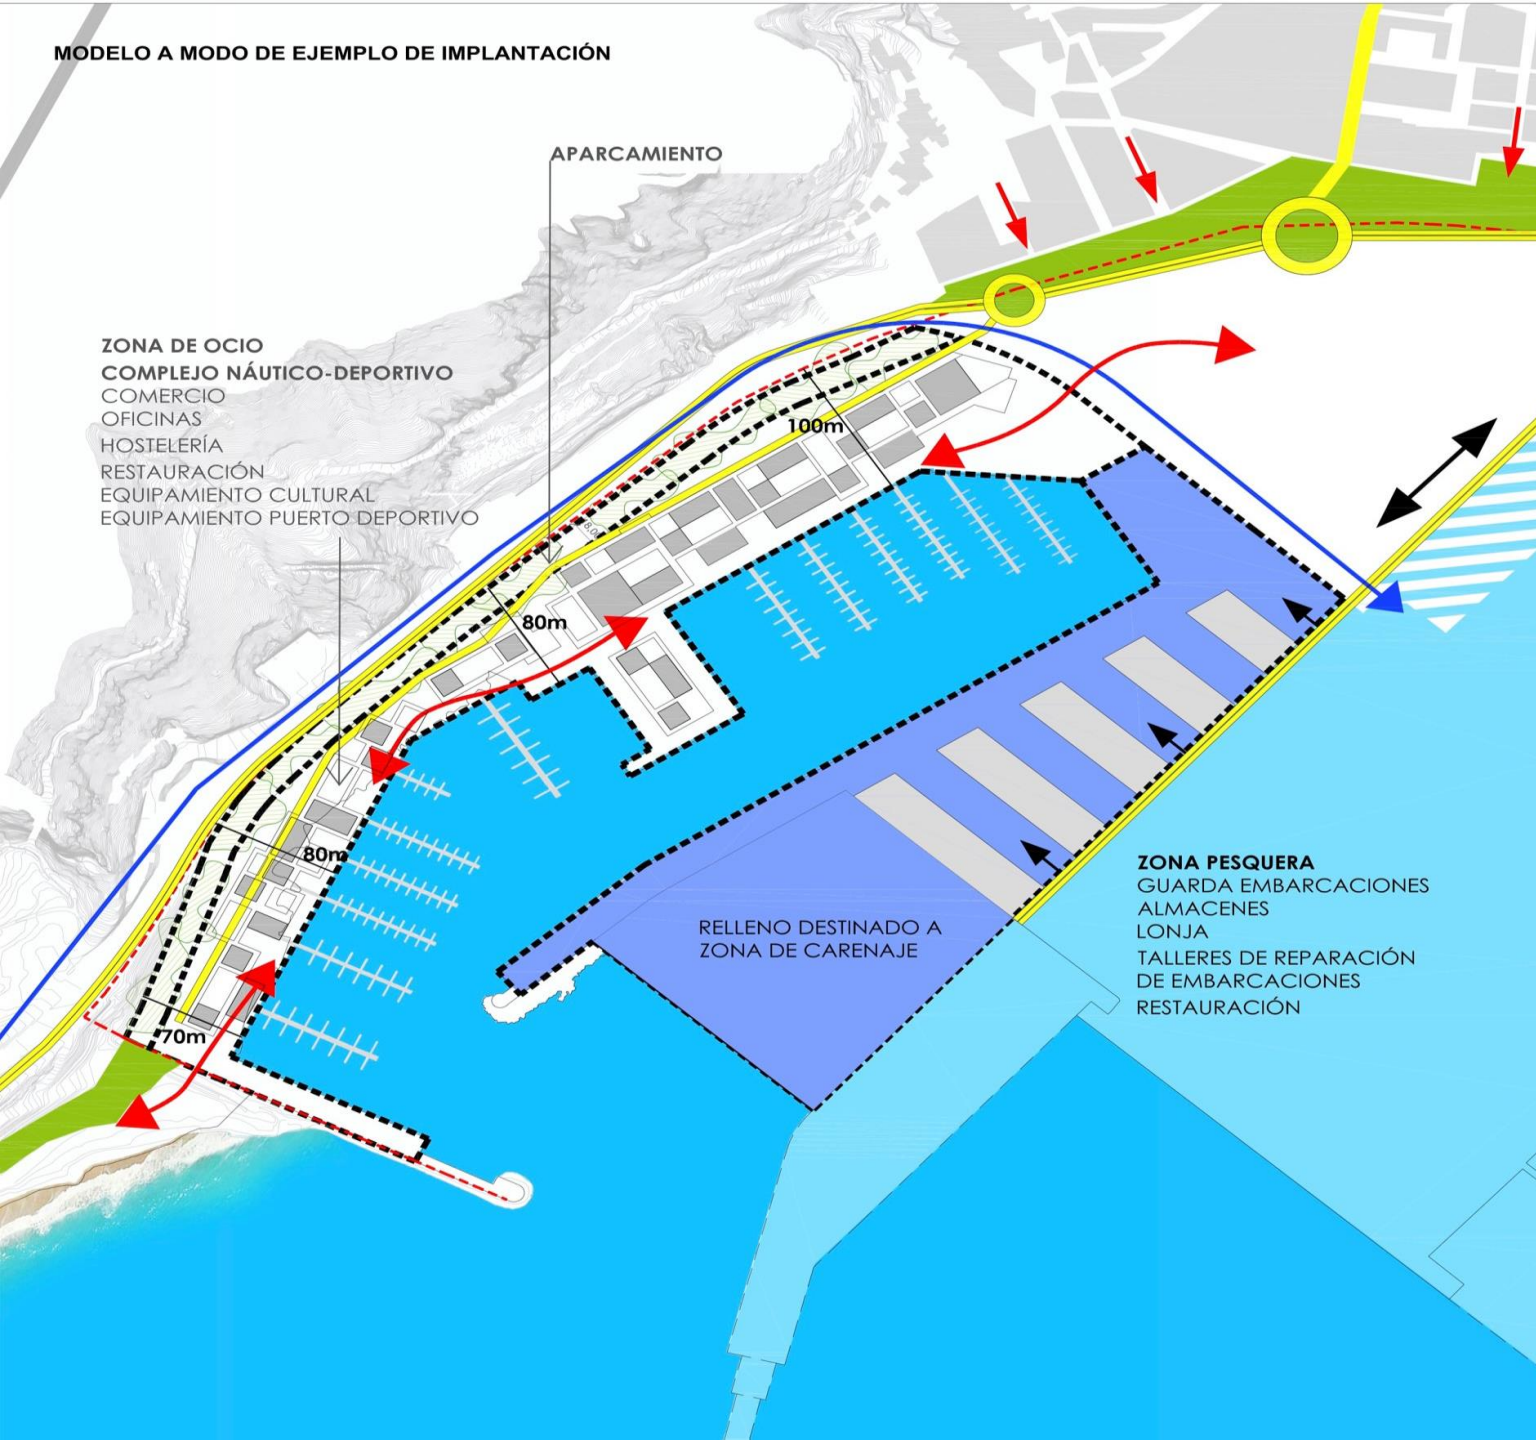 MODELO A MODO DE EJEMPLO DE IMPLANTACIÓN
APARCAMIENTO
ZONA DE OCIO
COMPLEJO NÁUTICO-DEPORTIVO
COMERCIO
OFICINAS
HOSTELERÍA
RESTAURACIÓN
EQUIPAMIENTO CULTURAL
EQUIPAMIENTO PUERTO DEPORTIVO
100m
80m
80m
70m
RELLENO DESTINADO A
ZONA DE CARENAJE
ZONA PESQUERA
GUARDA EMBARCACIONES
ALMACENES
LONJA
TALLERES DE REPARACIÓN
DE EMBARCACIONES
RESTAURACIÓN